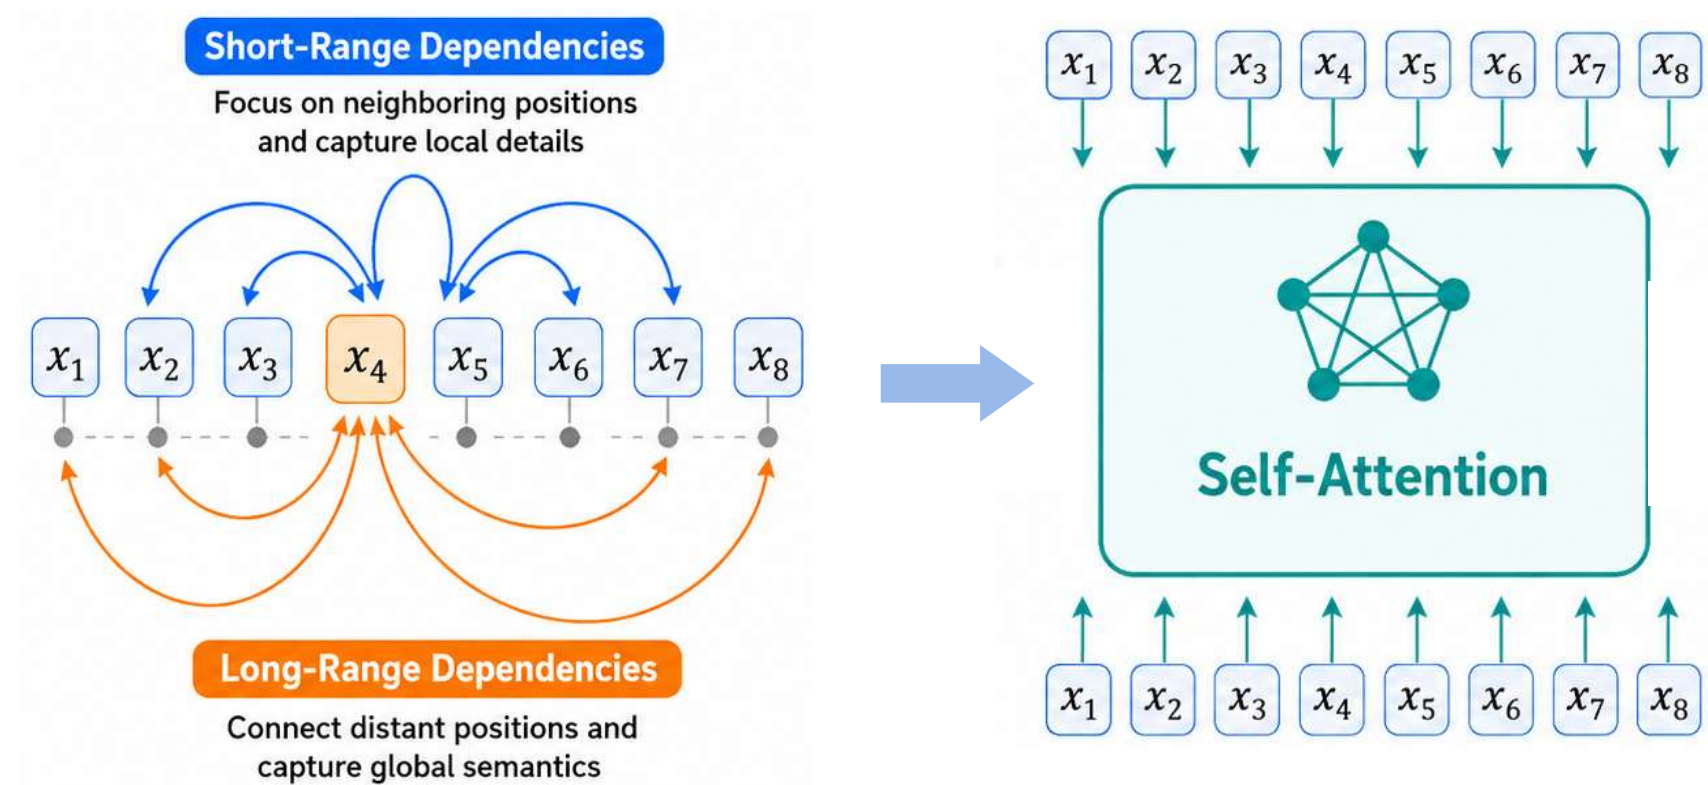 Short-Range Dependencies
Focus on neighboring positions
and capture local details
x₁ x₂ x₃ x₄ x₅ x₆ x₇ x₈
Long-Range Dependencies
Connect distant positions and
capture global semantics
x₁ x₂ x₃ x₄ x₅ x₆ x₇ x₈
Self-Attention
x₁ x₂ x₃ x₄ x₅ x₆ x₇ x₈